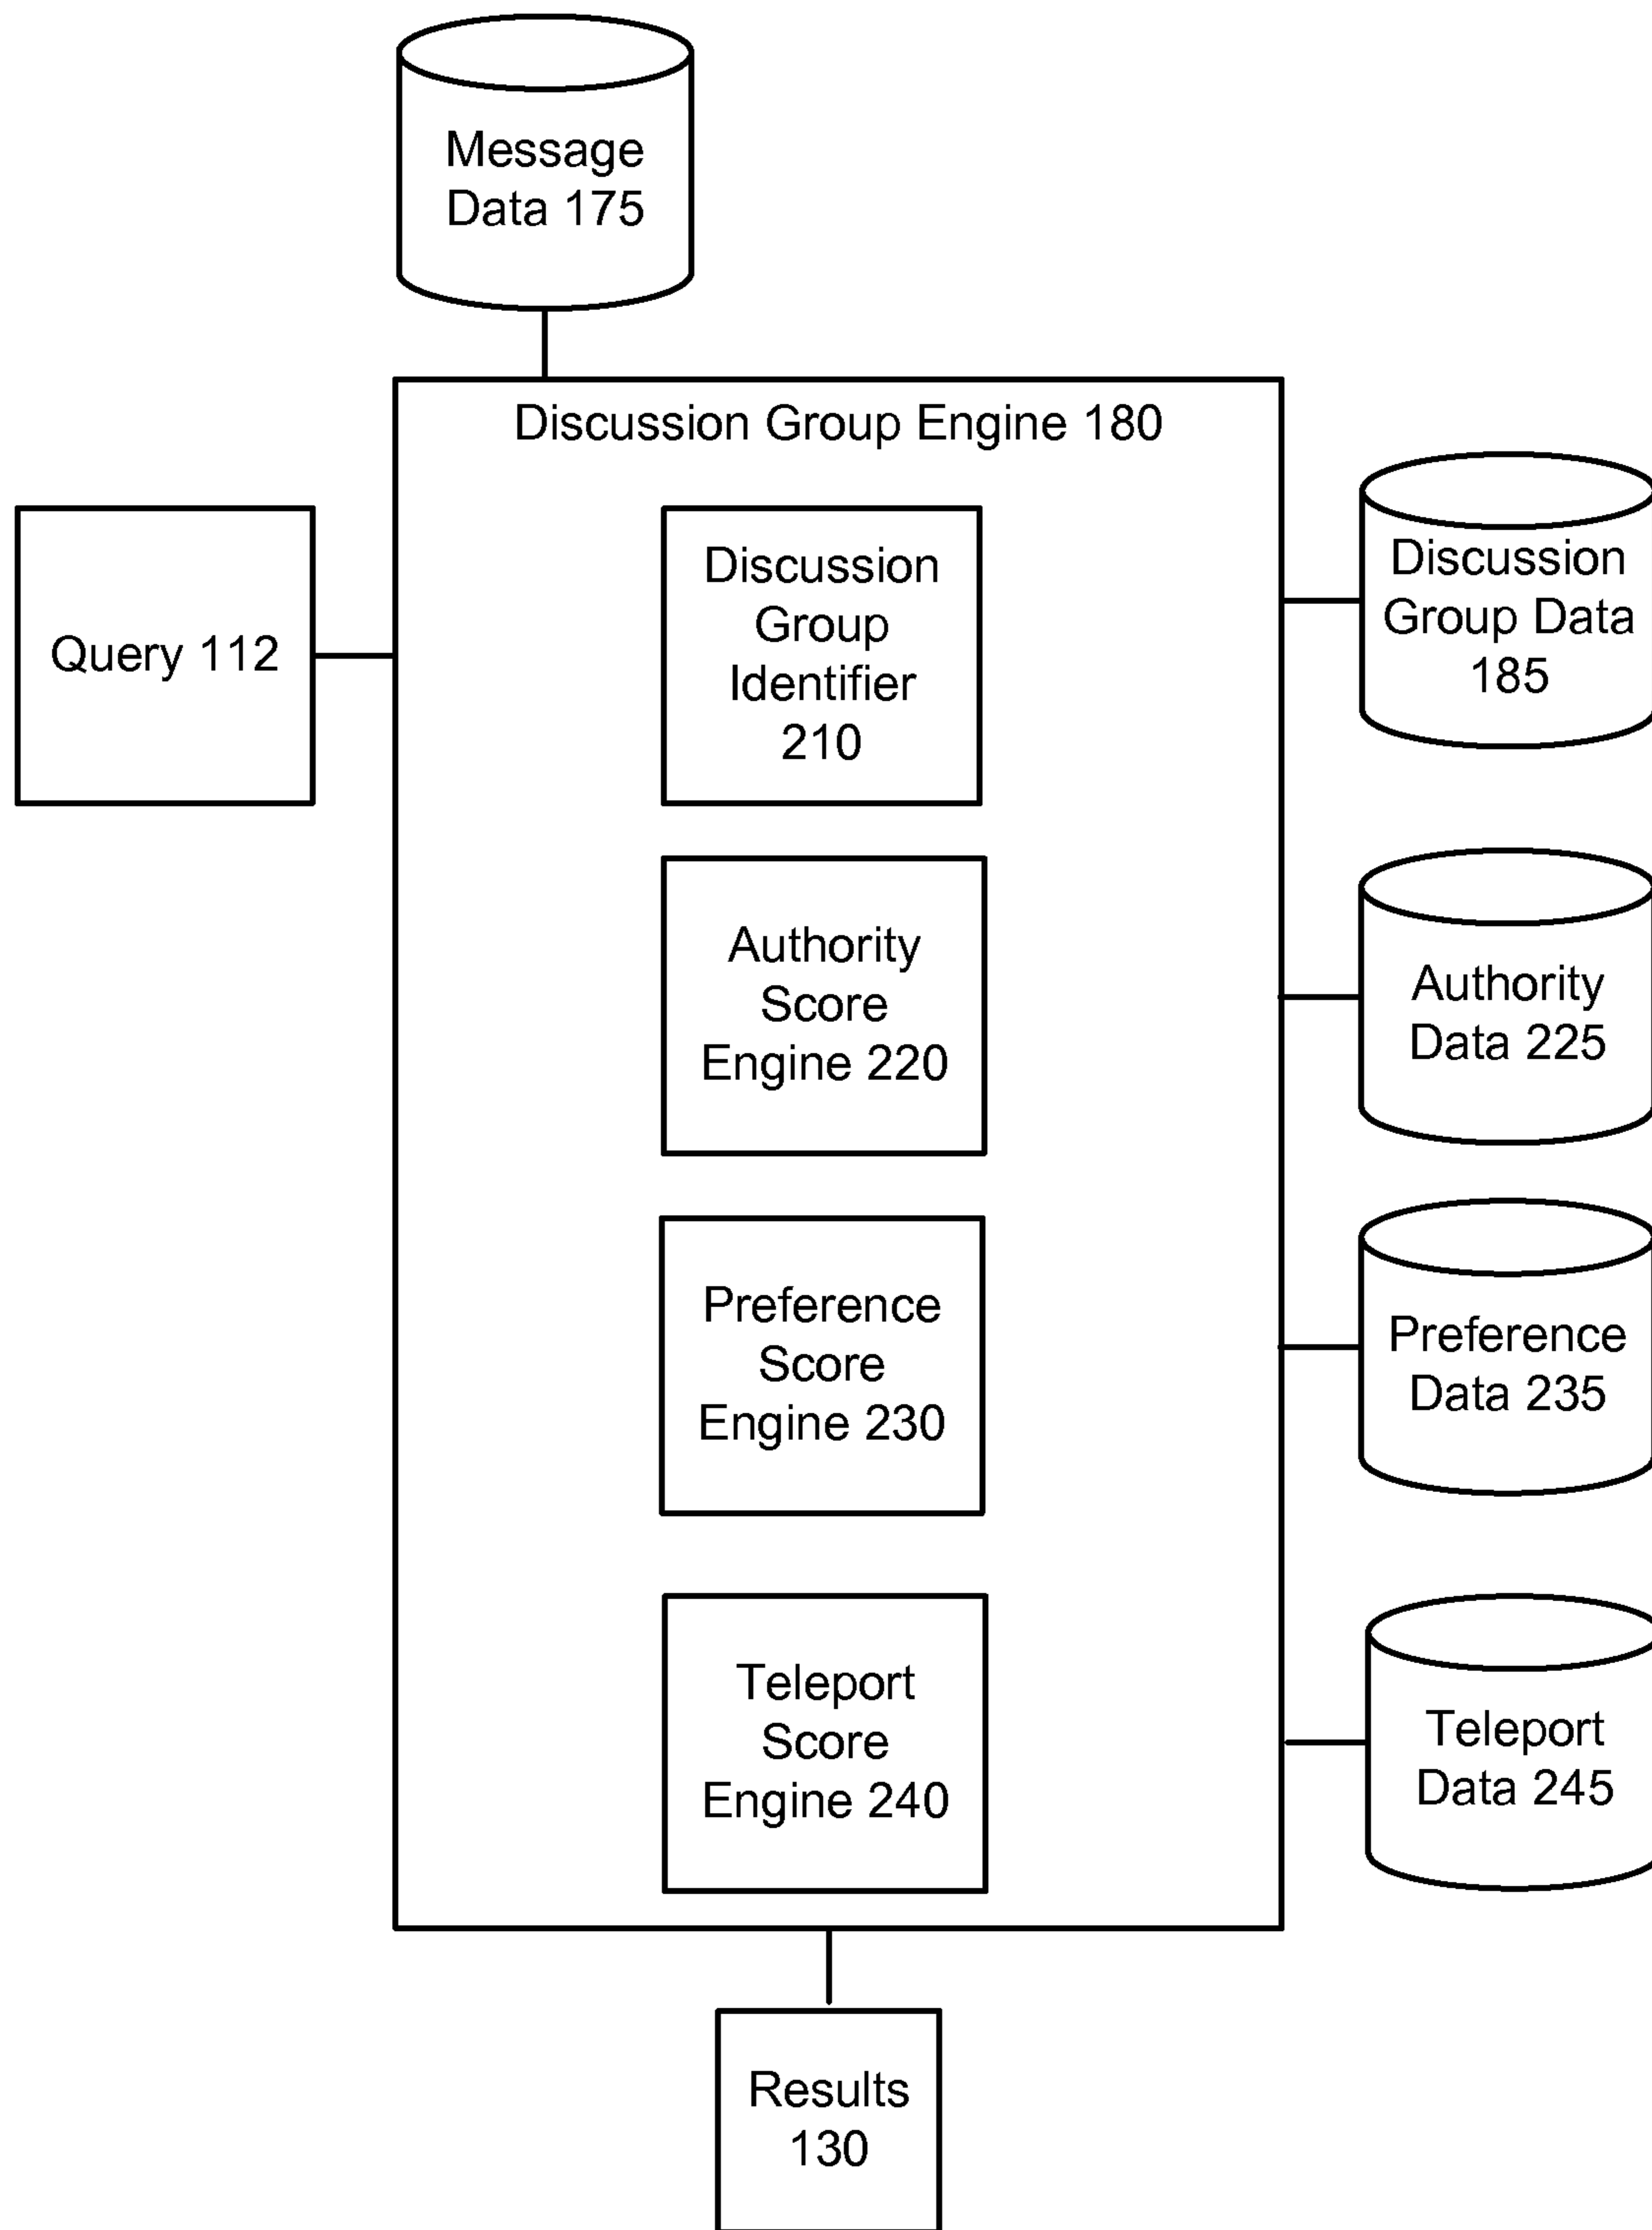 Message
Data 175
Discussion Group Engine 180
Query 112
Discussion
Group
Identifier
210
Discussion
Group Data
185
Authority
Score
Engine 220
Authority
Data 225
Preference
Score
Engine 230
Preference
Data 235
Teleport
Score
Engine 240
Teleport
Data 245
Results
130